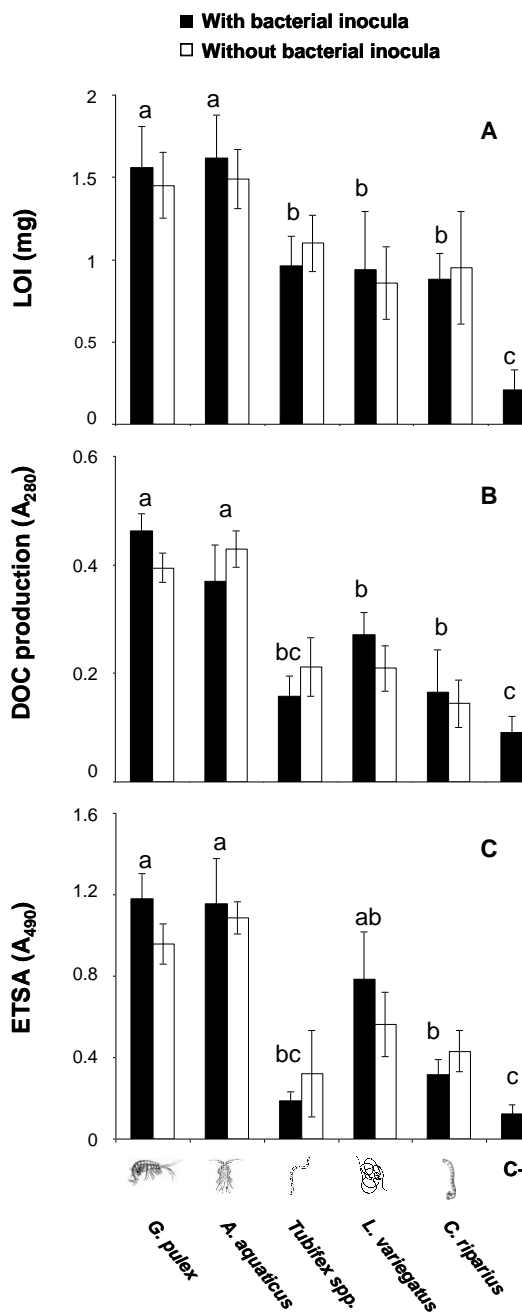 With bacterial inocula
Without bacterial inocula
A
LOI (mg)
2
1.5
1
0.5
0
a
a
b
b
b
c
B
DOC production (A280)
0.6
0.4
0.2
0
a
a
bc
b
b
c
C
ETSA (A490)
1.6
1.2
0.8
0.4
0
a
a
bc
ab
b
c
C-
G. pulex
A. aquaticus
Tubifex spp.
L. variegatus
C. riparius